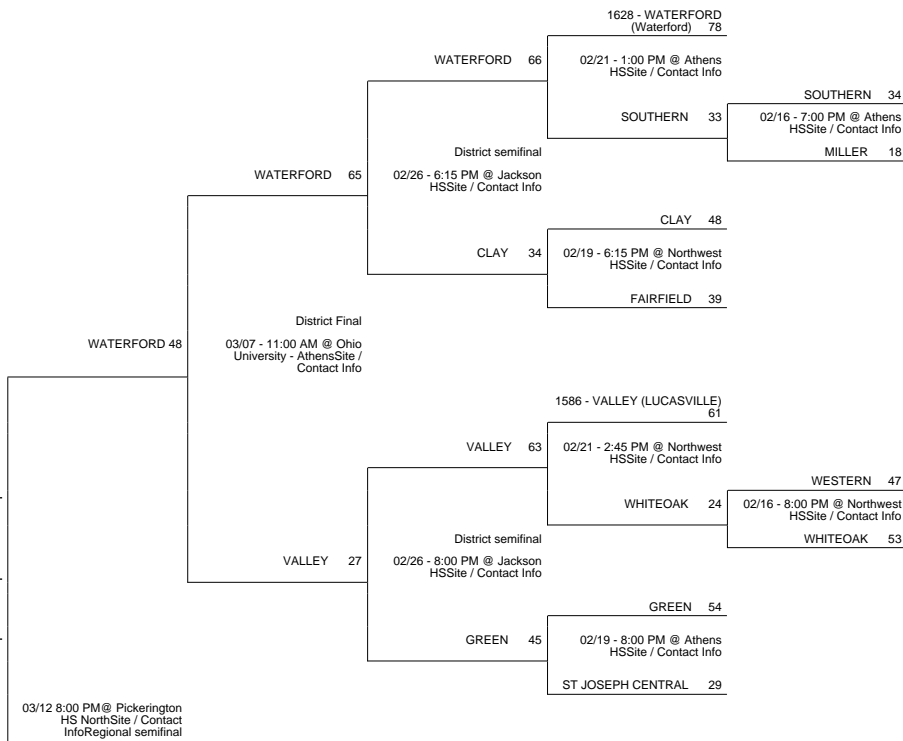 1628 - WATERFORD
(Waterford) 78
WATERFORD 66
02/21 - 1:00 PM @ Athens
HSSite / Contact Info
SOUTHERN 34
SOUTHERN 33
02/16 - 7:00 PM @ Athens
HSSite / Contact Info
MILLER 18
District semifinal
WATERFORD 65
02/26 - 6:15 PM @ Jackson
HSSite / Contact Info
CLAY 48
CLAY 34
02/19 - 6:15 PM @ Northwest
HSSite / Contact Info
FAIRFIELD 39
District Final
WATERFORD 48
03/07 - 11:00 AM @ Ohio
University - AthensSite /
Contact Info
1586 - VALLEY (LUCASVILLE)
61
VALLEY 63
02/21 - 2:45 PM @ Northwest
HSSite / Contact Info
WESTERN 47
WHITEOAK 24
02/16 - 8:00 PM @ Northwest
HSSite / Contact Info
WHITEOAK 53
District semifinal
VALLEY 27
02/26 - 8:00 PM @ Jackson
HSSite / Contact Info
GREEN 54
GREEN 45
02/19 - 8:00 PM @ Athens
HSSite / Contact Info
ST JOSEPH CENTRAL 29
03/12 8:00 PM@ Pickerington
HS NorthSite / Contact
InfoRegional semifinal